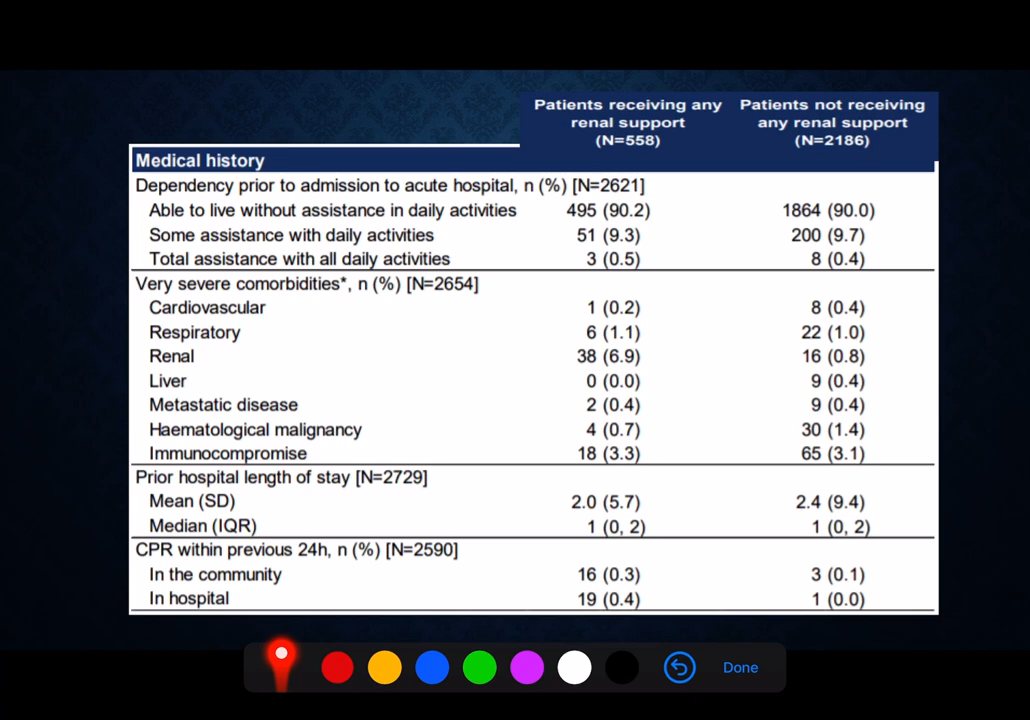 Patients receiving any renal support (N=558)
Patients not receiving any renal support (N=2186)
Medical history
Dependency prior to admission to acute hospital, n (%) [N=2621]
Able to live without assistance in daily activities 495 (90.2) 1864 (90.0)
Some assistance with daily activities 51 (9.3) 200 (9.7)
Total assistance with all daily activities 3 (0.5) 8 (0.4)
Very severe comorbidities*, n (%) [N=2654]
Cardiovascular 1 (0.2) 8 (0.4)
Respiratory 6 (1.1) 22 (1.0)
Renal 38 (6.9) 16 (0.8)
Liver 0 (0.0) 9 (0.4)
Metastatic disease 2 (0.4) 9 (0.4)
Haematological malignancy 4 (0.7) 30 (1.4)
Immunocompromise 18 (3.3) 65 (3.1)
Prior hospital length of stay [N=2729]
Mean (SD) 2.0 (5.7) 2.4 (9.4)
Median (IQR) 1 (0, 2) 1 (0, 2)
CPR within previous 24h, n (%) [N=2590]
In the community 16 (0.3) 3 (0.1)
In hospital 19 (0.4) 1 (0.0)
Done